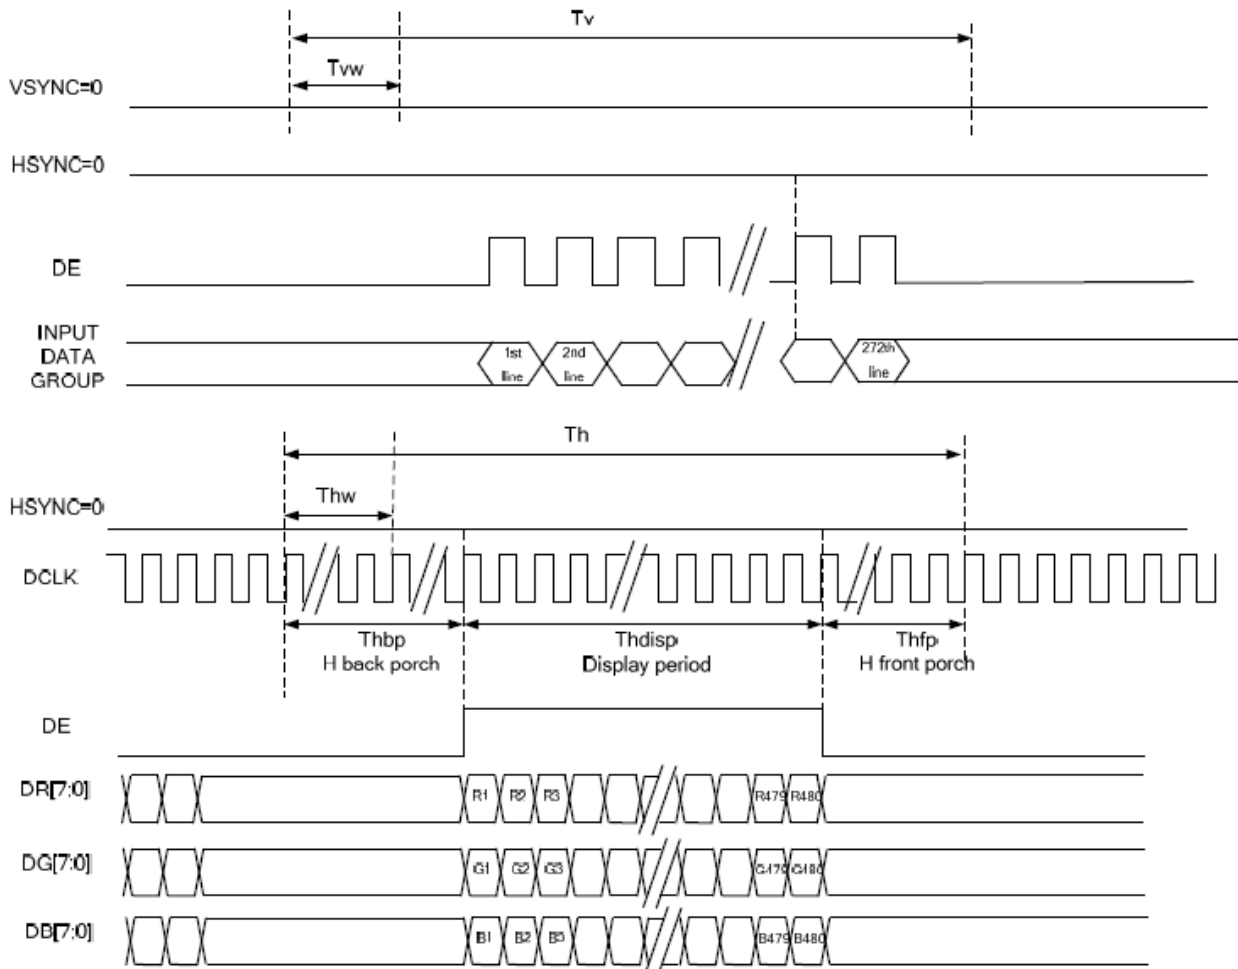 Tv
Tvw
VSYNC=0
HSYNC=0
DE
INPUT
DATA
GROUP
1st
line
2nd
line
272th
line
Th
Thw
HSYNC=0
DCLK
Thbp
H back porch
Thdisp
Display period
Thfp
H front porch
DE
DR[7:0]
R1 R2 R3 R479 R480
DG[7:0]
G1 G2 G3 G479 G480
DB[7:0]
B1 B2 B3 B479 B480